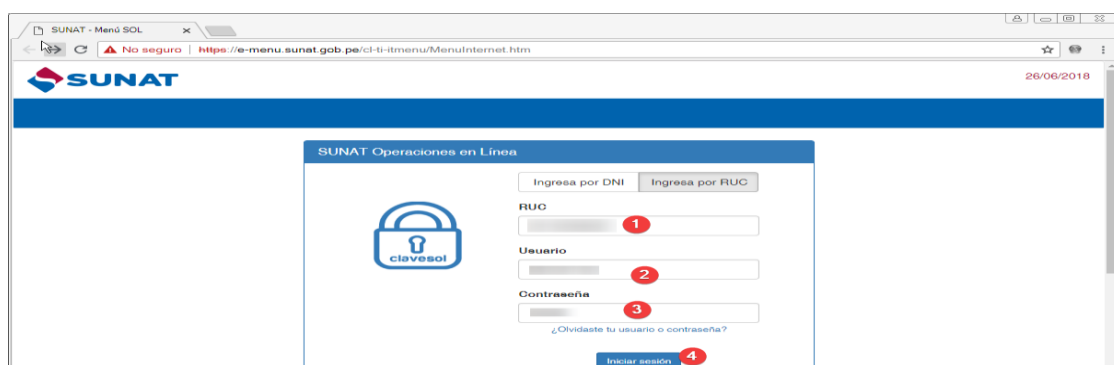 SUNAT - Menú SOL
No seguro | https://e-menu.sunat.gob.pe/cl-ti-itmenu/MenuInternet.htm
SUNAT
26/06/2018
SUNAT Operaciones en Línea
Ingresa por DNI Ingresa por RUC
RUC
1
clavesol
Usuario
2
Contraseña
3
¿Olvidaste tu usuario o contraseña?
Iniciar sesión 4